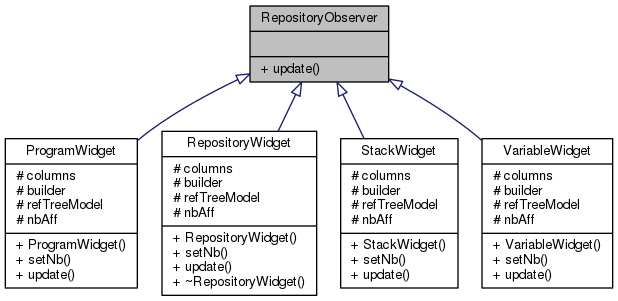 RepositoryObserver
+ update()
ProgramWidget
# columns
# builder
# refTreeModel
# nbAff
+ ProgramWidget()
+ setNb()
+ update()
RepositoryWidget
# columns
# builder
# refTreeModel
# nbAff
+ RepositoryWidget()
+ setNb()
+ update()
+ ~RepositoryWidget()
StackWidget
# columns
# builder
# refTreeModel
# nbAff
+ StackWidget()
+ setNb()
+ update()
VariableWidget
# columns
# builder
# refTreeModel
# nbAff
+ VariableWidget()
+ setNb()
+ update()